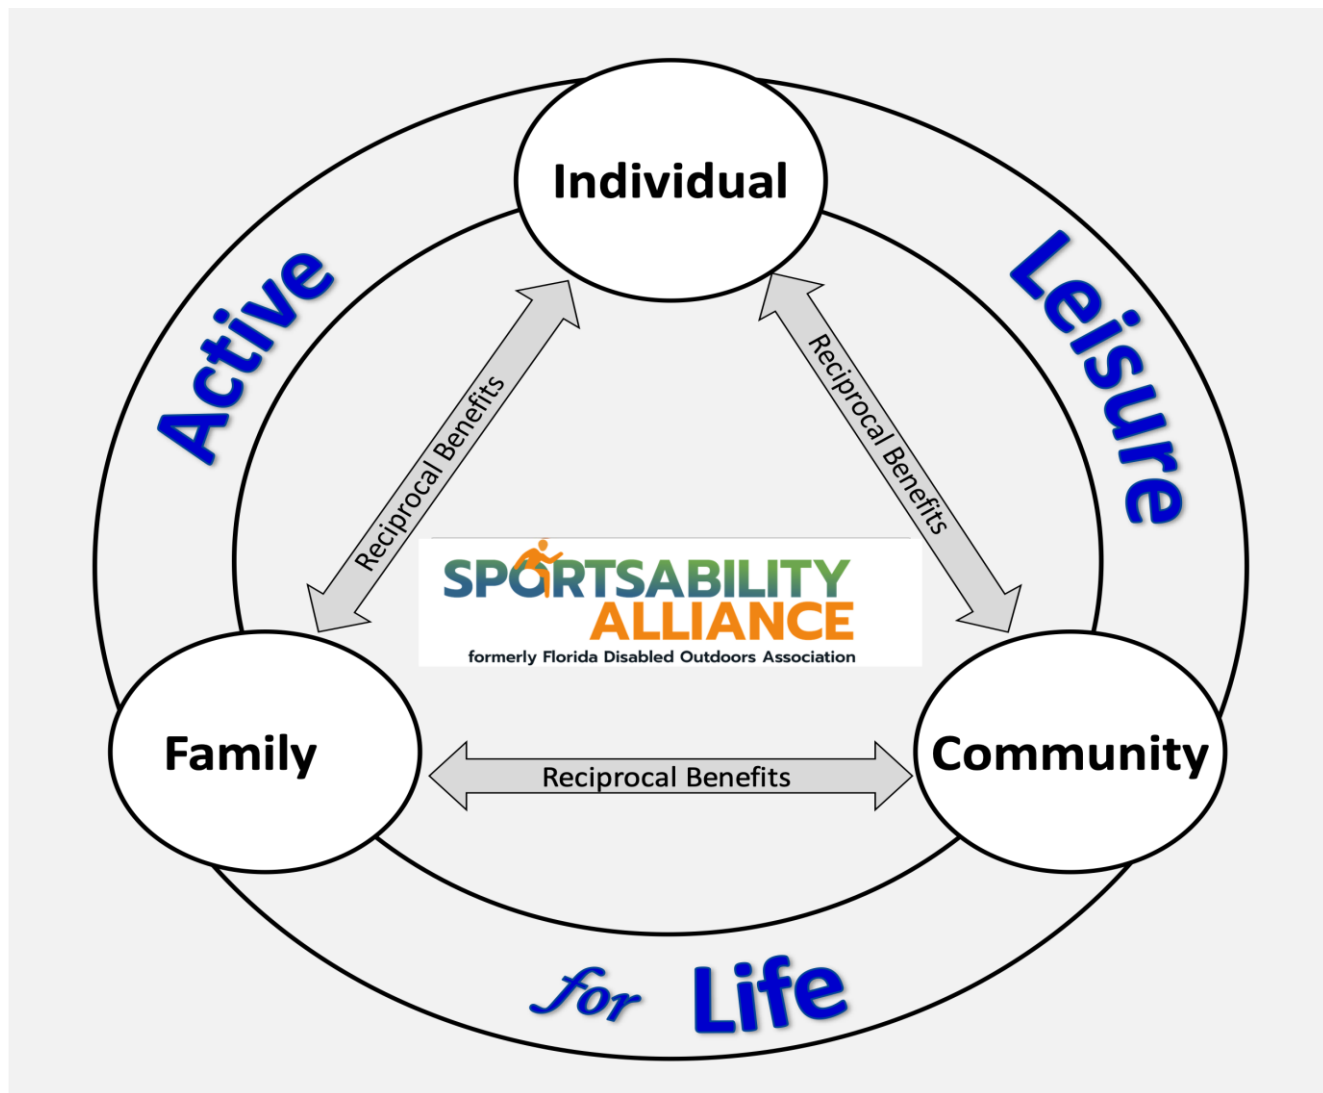 Individual
Active
Leisure
Reciprocal Benefits
Reciprocal Benefits
SPORTSABILITY
ALLIANCE
formerly Florida Disabled Outdoors Association
Family
Community
Reciprocal Benefits
for Life